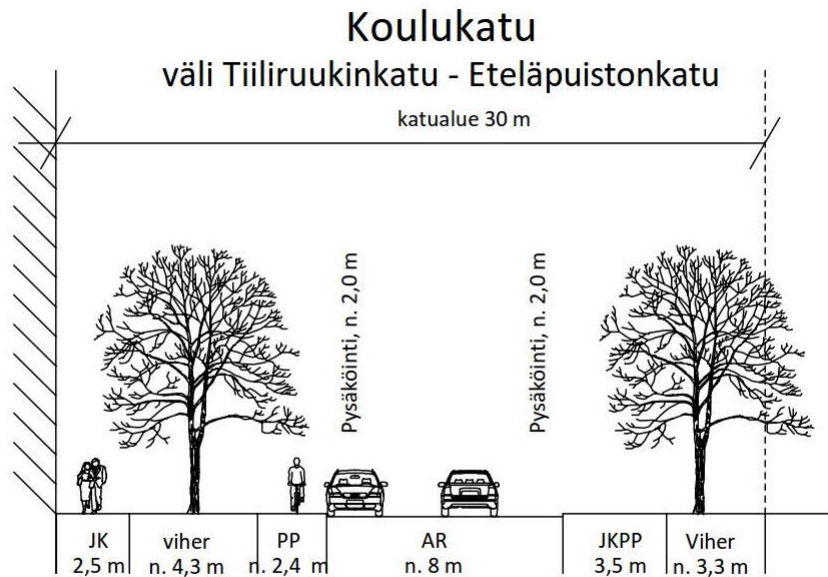 Koulukatu
väli Tiiliruukinkatu - Eteläpuistonkatu
katualue 30 m
Pysäköinti, n. 2,0 m
Pysäköinti, n. 2,0 m
JK
2,5 m
viher
n. 4,3 m
PP
n. 2,4 m
AR
n. 8 m
JKPP
3,5 m
Viher
n. 3,3 m